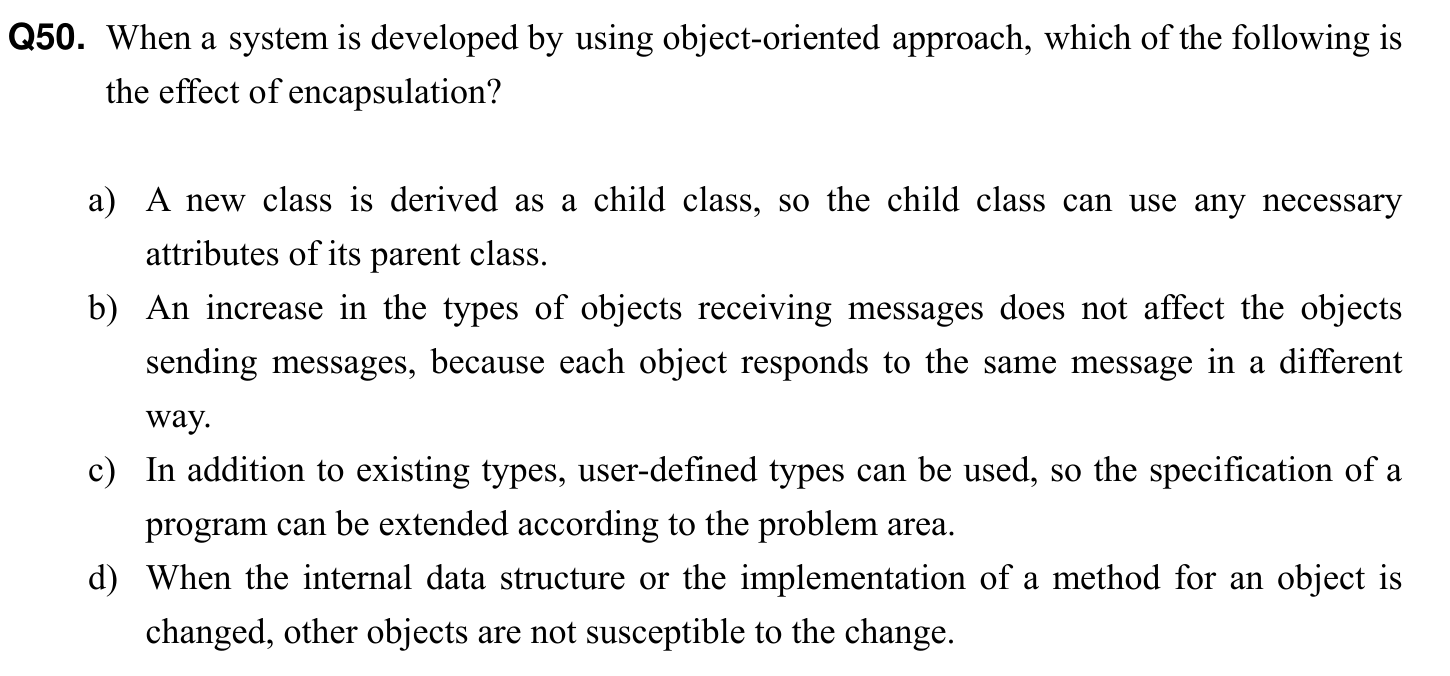 Q50. When a system is developed by using object-oriented approach, which of the following is
the effect of encapsulation?
a) A new class is derived as a child class, so the child class can use any necessary
attributes of its parent class.
b) An increase in the types of objects receiving messages does not affect the objects
sending messages, because each object responds to the same message in a different
way.
c) In addition to existing types, user-defined types can be used, so the specification of a
program can be extended according to the problem area.
d) When the internal data structure or the implementation of a method for an object is
changed, other objects are not susceptible to the change.